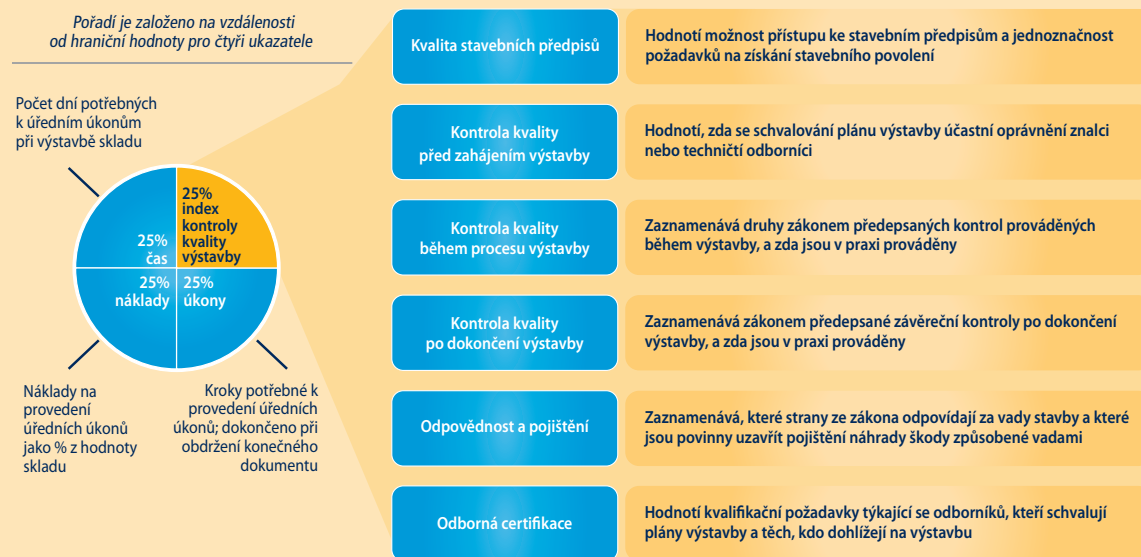 Pořadí je založeno na vzdálenosti
od hraniční hodnoty pro čtyři ukazatele
Počet dní potřebných
k úředním úkonům
při výstavbě skladu
25%
čas
25%
index
kontroly
kvality
výstavby
25%
náklady
25%
úkony
Náklady na
provedení
úředních úkonů
jako % z hodnoty
skladu
Kroky potřebné k
provedení úředních
úkonů; dokončeno při
obdržení konečného
dokumentu
Kvalita stavebních předpisů
Hodnotí možnost přístupu ke stavebním předpisům a jednoznačnost
požadavků na získání stavebního povolení
Kontrola kvality
před zahájením výstavby
Hodnotí, zda se schvalování plánu výstavby účastní oprávnění znalci
nebo techničtí odborníci
Kontrola kvality
během procesu výstavby
Zaznamenává druhy zákonem předepsaných kontrol prováděných
během výstavby, a zda jsou v praxi prováděny
Kontrola kvality
po dokončení výstavby
Zaznamenává zákonem předepsané závěreční kontroly po dokončení
výstavby, a zda jsou v praxi prováděny
Odpovědnost a pojištění
Zaznamenává, které strany ze zákona odpovídají za vady stavby a které
jsou povinny uzavřít pojištění náhrady škody způsobené vadami
Odborná certifikace
Hodnotí kvalifikační požadavky týkající se odborníků, kteří schvalují
plány výstavby a těch, kdo dohlížejí na výstavbu